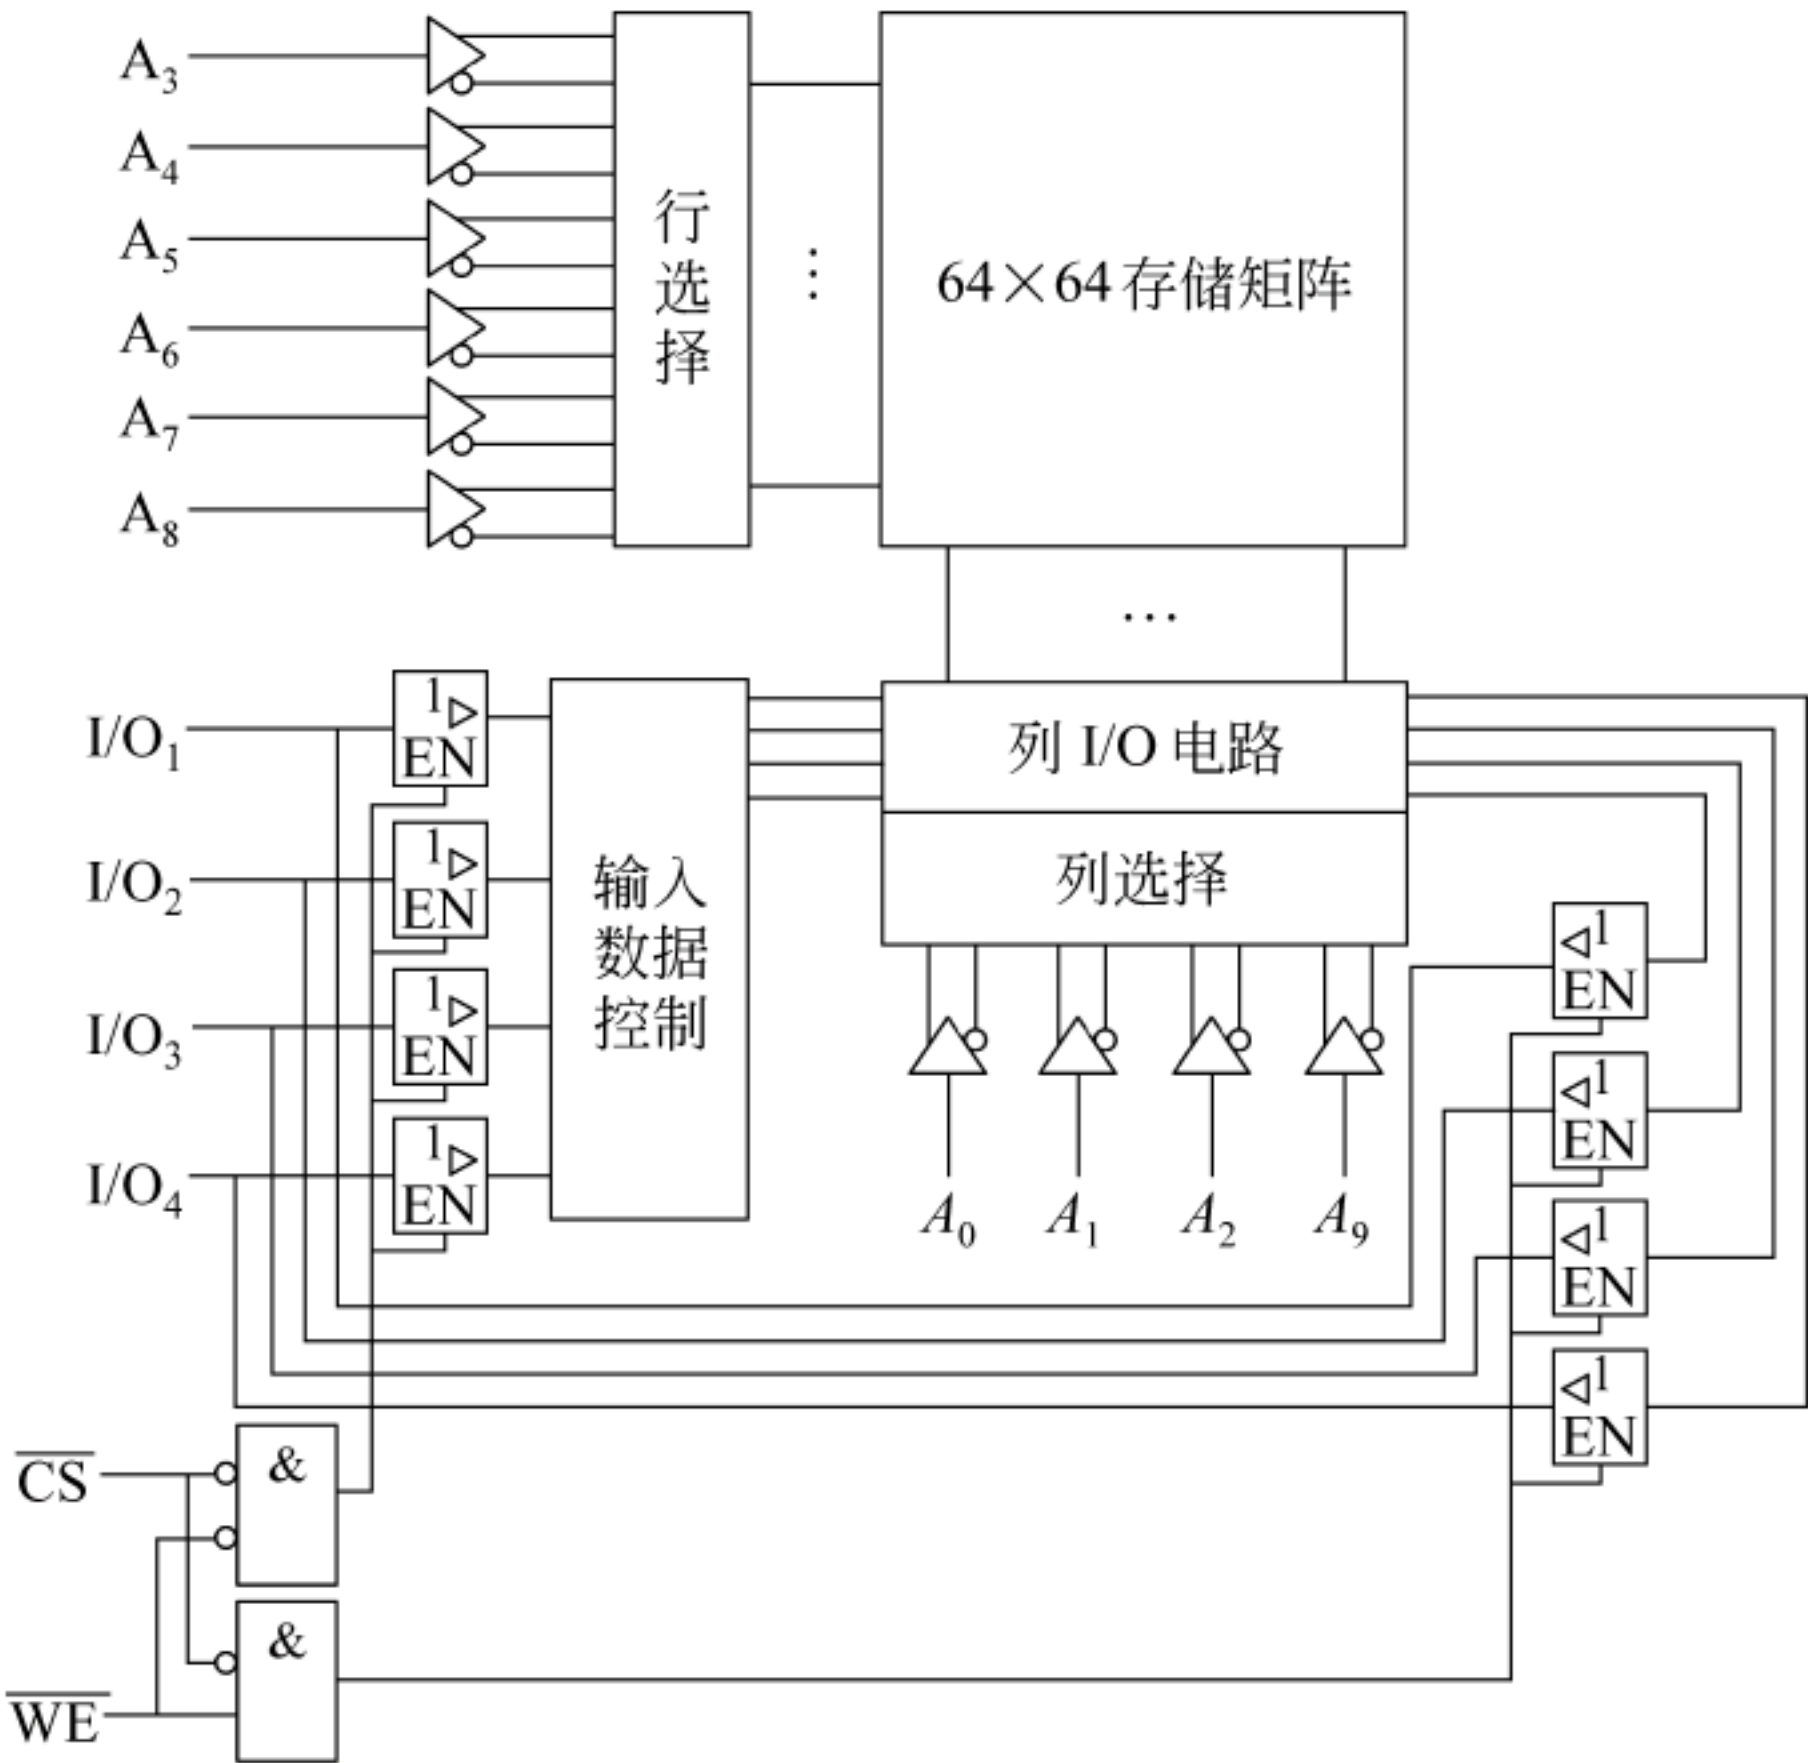 A₃
A₄
A₅
A₆
A₇
A₈
行选择
64×64存储矩阵
⋮
…
I/O₁
I/O₂
I/O₃
I/O₄
1▷
EN
1▷
EN
1▷
EN
1▷
EN
输入数据控制
列 I/O 电路
列选择
A₀ A₁ A₂ A₉
◁1
EN
◁1
EN
◁1
EN
◁1
EN
C̅S̅
&
&
W̅E̅